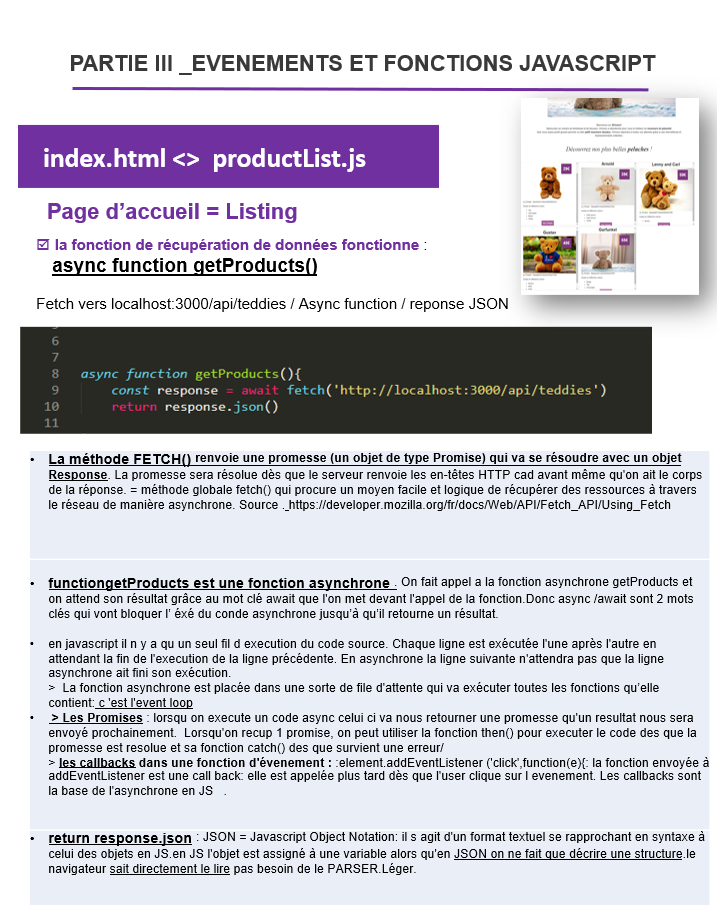 PARTIE III _EVENEMENTS ET FONCTIONS JAVASCRIPT
index.html <> productList.js
Page d'accueil = Listing
☑ la fonction de récupération de données fonctionne :
async function getProducts()
Fetch vers localhost:3000/api/teddies / Async function / reponse JSON
Découvrez nos plus belles peluches !
Arnold
Lenny and Carl
Gustav
Garfunkel
6
7
8 async function getProducts(){
9 const response = await fetch('http://localhost:3000/api/teddies')
10 return response.json()
11
• La méthode FETCH() renvoie une promesse (un objet de type Promise) qui va se résoudre avec un objet
Response. La promesse sera résolue dès que le serveur renvoie les en-têtes HTTP cad avant même qu'on ait le corps
de la réponse. = méthode globale fetch() qui procure un moyen facile et logique de récupérer des ressources à travers
le réseau de manière asynchrone. Source . https://developer.mozilla.org/fr/docs/Web/API/Fetch_API/Using_Fetch
• functiongetProducts est une fonction asynchrone . On fait appel a la fonction asynchrone getProducts et
on attend son résultat grâce au mot clé await que l'on met devant l'appel de la fonction.Donc async /await sont 2 mots
clés qui vont bloquer l' éxé du conde asynchrone jusqu'à qu'il retourne un résultat.
• en javascript il n y a qu un seul fil d execution du code source. Chaque ligne est exécutée l'une après l'autre en
attendant la fin de l'execution de la ligne précédente. En asynchrone la ligne suivante n'attendra pas que la ligne
asynchrone ait fini son exécution.
> La fonction asynchrone est placée dans une sorte de file d'attente qui va exécuter toutes les fonctions qu'elle
contient: c 'est l'event loop
• > Les Promises : lorsqu on execute un code async celui ci va nous retourner une promesse qu'un resultat nous sera
envoyé prochainement. Lorsqu'on recup 1 promise, on peut utiliser la fonction then() pour executer le code des que la
promesse est resolue et sa fonction catch() des que survient une erreur/
> les callbacks dans une fonction d'évenement : :element.addEventListener ('click',function(e){: la fonction envoyée à
addEventListener est une call back: elle est appelée plus tard dès que l'user clique sur l evenement. Les callbacks sont
la base de l'asynchrone en JS .
• return response.json : JSON = Javascript Object Notation: il s agit d'un format textuel se rapprochant en syntaxe à
celui des objets en JS.en JS l'objet est assigné à une variable alors qu'en JSON on ne fait que décrire une structure.le
navigateur sait directement le lire pas besoin de le PARSER.Léger.